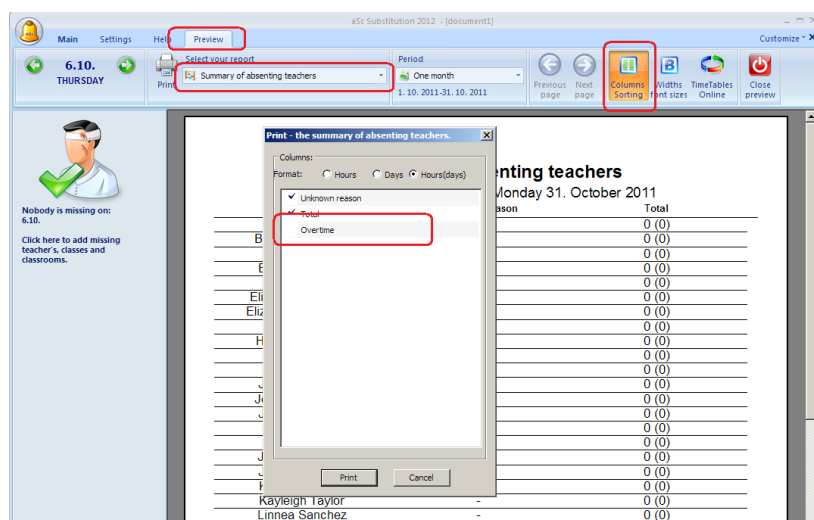 aSc Substitution 2012 - [document1]
Main Settings Help Preview Customize
6.10.
THURSDAY
Print
Select your report
Summary of absenting teachers
Period
One month
1. 10. 2011-31. 10. 2011
Previous page
Next page
Columns Sorting
Widths font sizes
TimeTables Online
Close preview
Nobody is missing on:
6.10.
Click here to add missing
teacher's, classes and
classrooms.
Print - the summary of absenting teachers.
Columns:
Format: Hours Days Hours(days)
Unknown reason
Total
Overtime
Print Cancel
enting teachers
Monday 31. October 2011
ason Total
0 (0)
B 0 (0)
0 (0)
E 0 (0)
0 (0)
Eli 0 (0)
Eliz 0 (0)
0 (0)
H 0 (0)
0 (0)
0 (0)
J 0 (0)
Je 0 (0)
J 0 (0)
0 (0)
0 (0)
J 0 (0)
J 0 (0)
K 0 (0)
Kayleigh Taylor - 0 (0)
Linnea Sanchez - 0 (0)